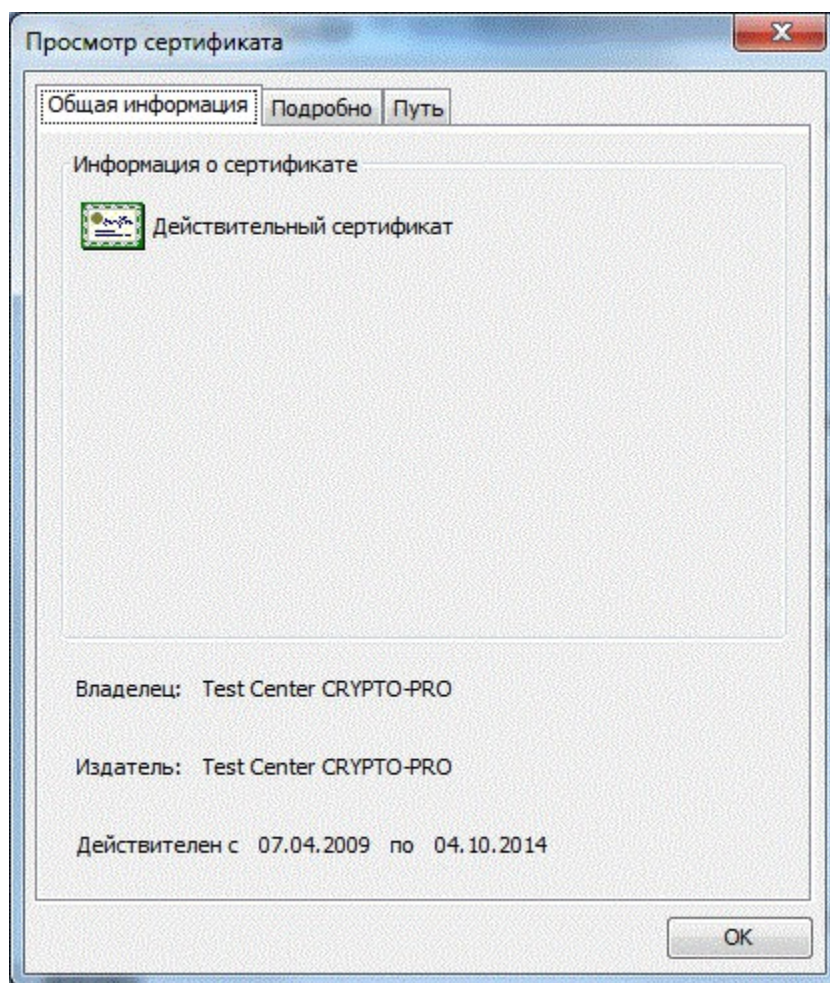 Просмотр сертификата
Общая информация Подробно Путь
Информация о сертификате
Действительный сертификат
Владелец: Test Center CRYPTO-PRO
Издатель: Test Center CRYPTO-PRO
Действителен с 07.04.2009 по 04.10.2014
OK